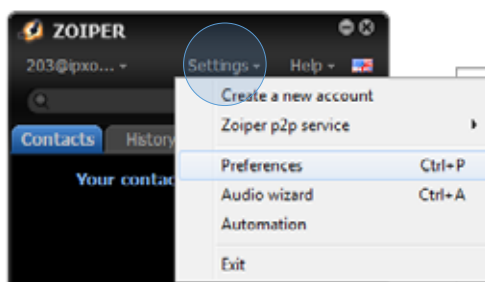 ZOIPER
203@ipxo...
Settings
Help
Create a new account
Zoiper p2p service
Contacts
History
Preferences Ctrl+P
Your contac
Audio wizard Ctrl+A
Automation
Exit